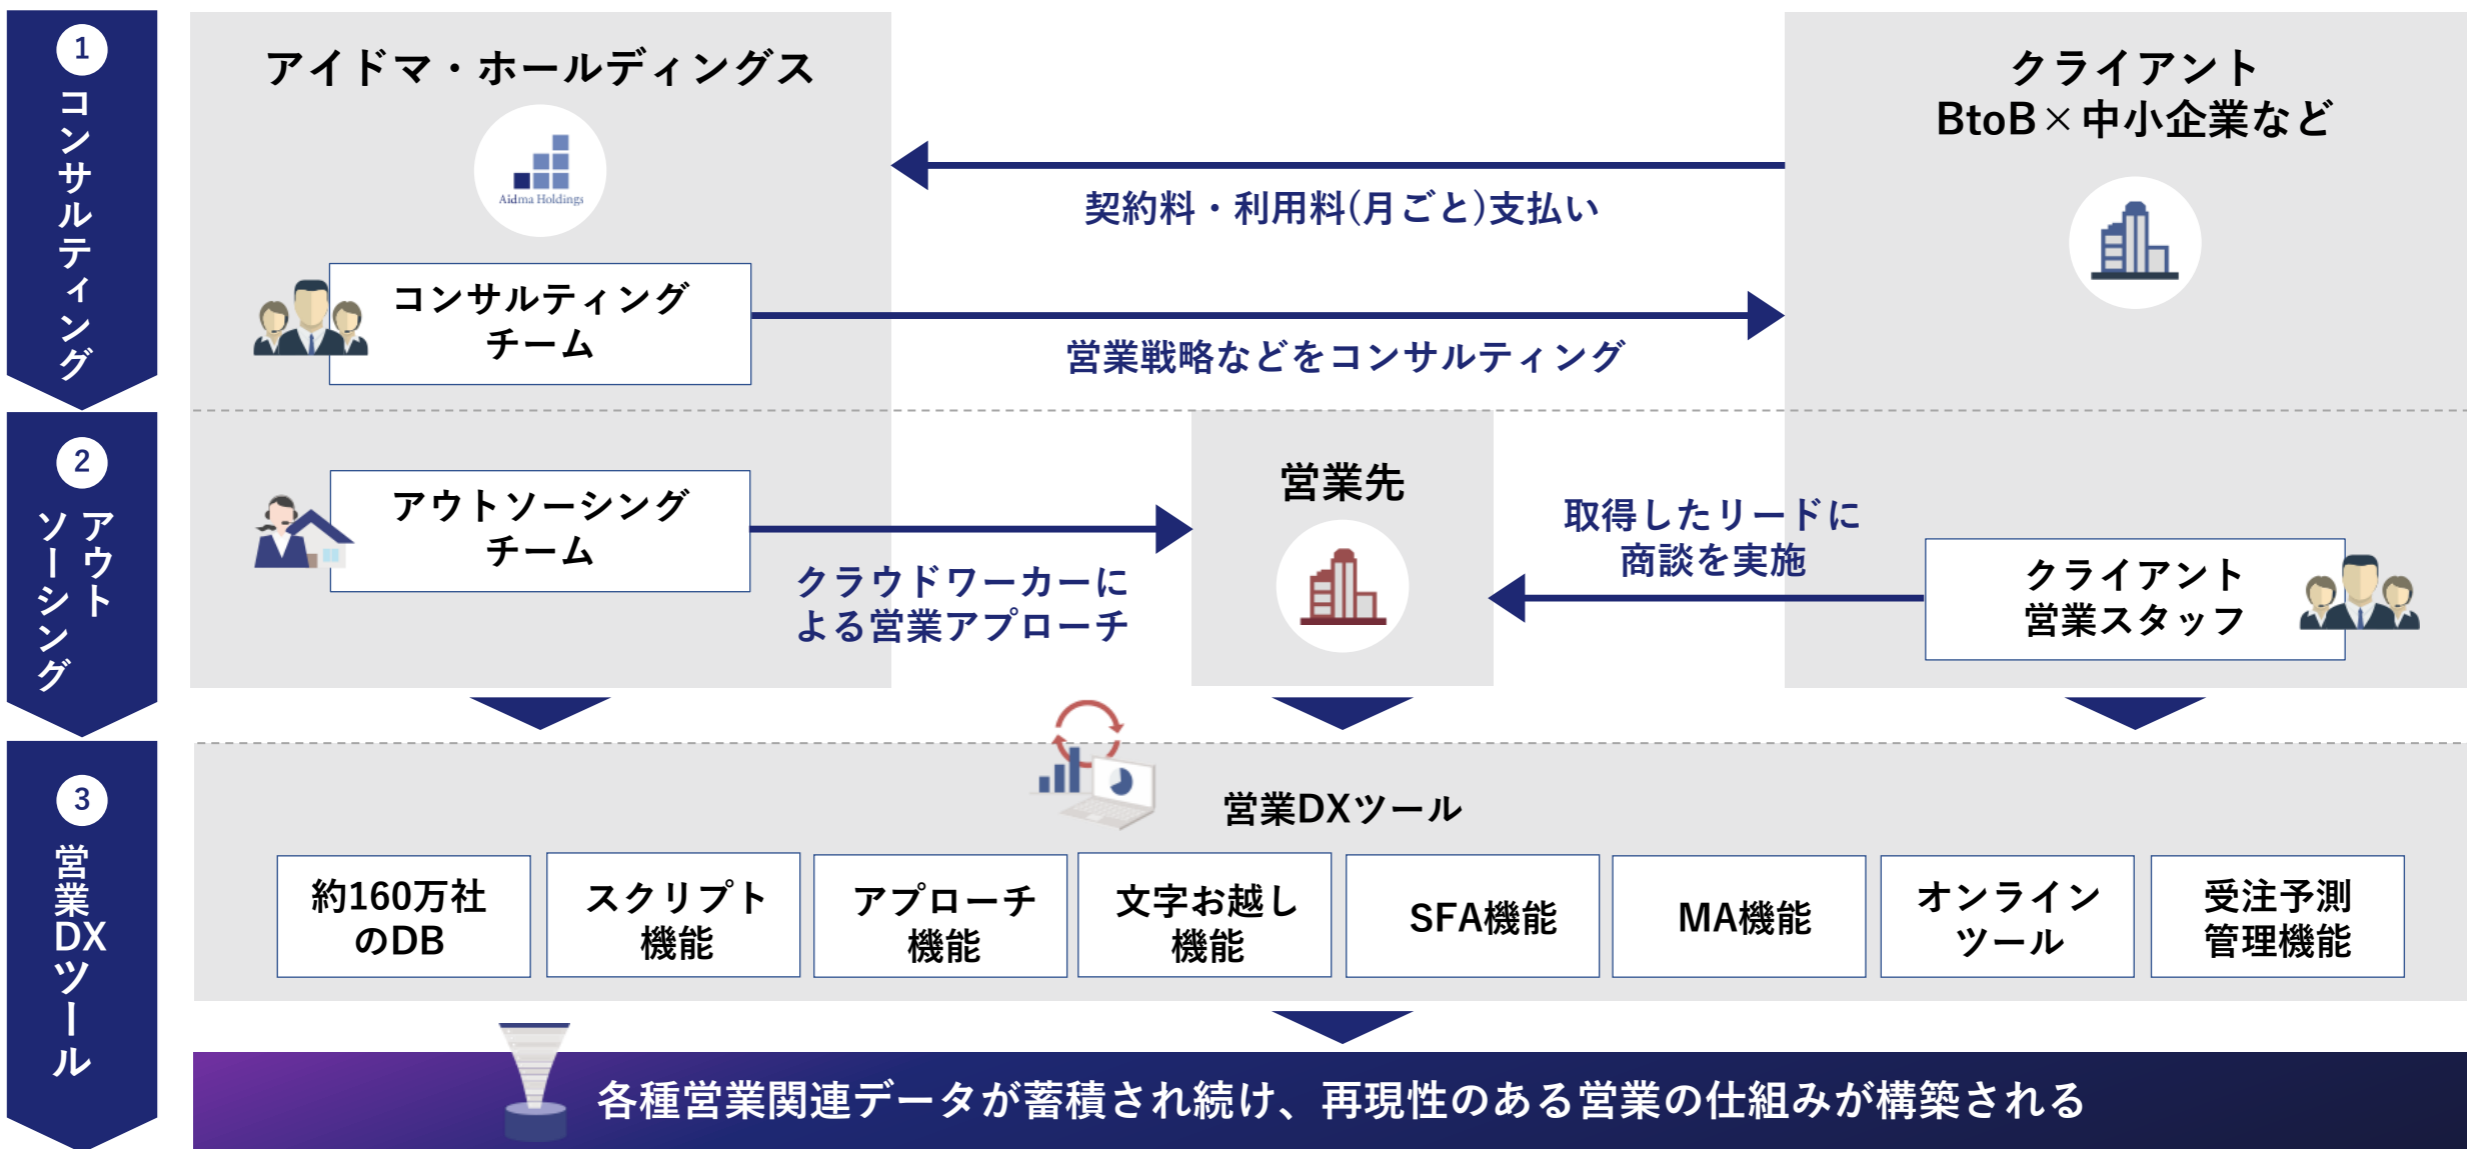 1
コンサルティング
アイドマ・ホールディングス
Aidma Holdings
クライアント
BtoB×中小企業など
契約料・利用料(月ごと)支払い
コンサルティング
チーム
営業戦略などをコンサルティング
2
アウト
ソーシング
アウトソーシング
チーム
クラウドワーカーに
よる営業アプローチ
営業先
取得したリードに
商談を実施
クライアント
営業スタッフ
3
営業DXツール
営業DXツール
約160万社
のDB
スクリプト
機能
アプローチ
機能
文字お越し
機能
SFA機能
MA機能
オンライン
ツール
受注予測
管理機能
各種営業関連データが蓄積され続け、再現性のある営業の仕組みが構築される